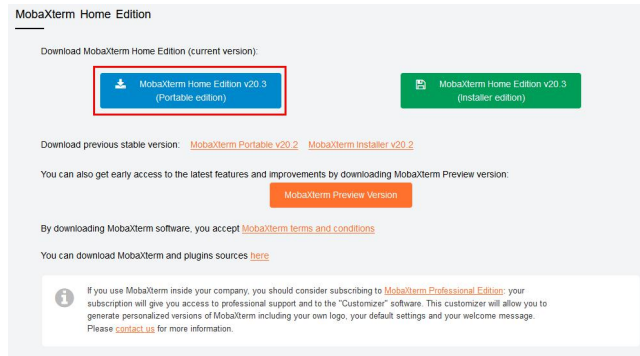 MobaXterm Home Edition
Download MobaXterm Home Edition (current version):
MobaXterm Home Edition v20.3
(Portable edition)
MobaXterm Home Edition v20.3
(Installer edition)
Download previous stable version: MobaXterm Portable v20.2 MobaXterm Installer v20.2
You can also get early access to the latest features and improvements by downloading MobaXterm Preview version:
MobaXterm Preview Version
By downloading MobaXterm software, you accept MobaXterm terms and conditions
You can download MobaXterm and plugins sources here
If you use MobaXterm inside your company, you should consider subscribing to MobaXterm Professional Edition: your
subscription will give you access to professional support and to the "Customizer" software. This customizer will allow you to
generate personalized versions of MobaXterm including your own logo, your default settings and your welcome message.
Please contact us for more information.